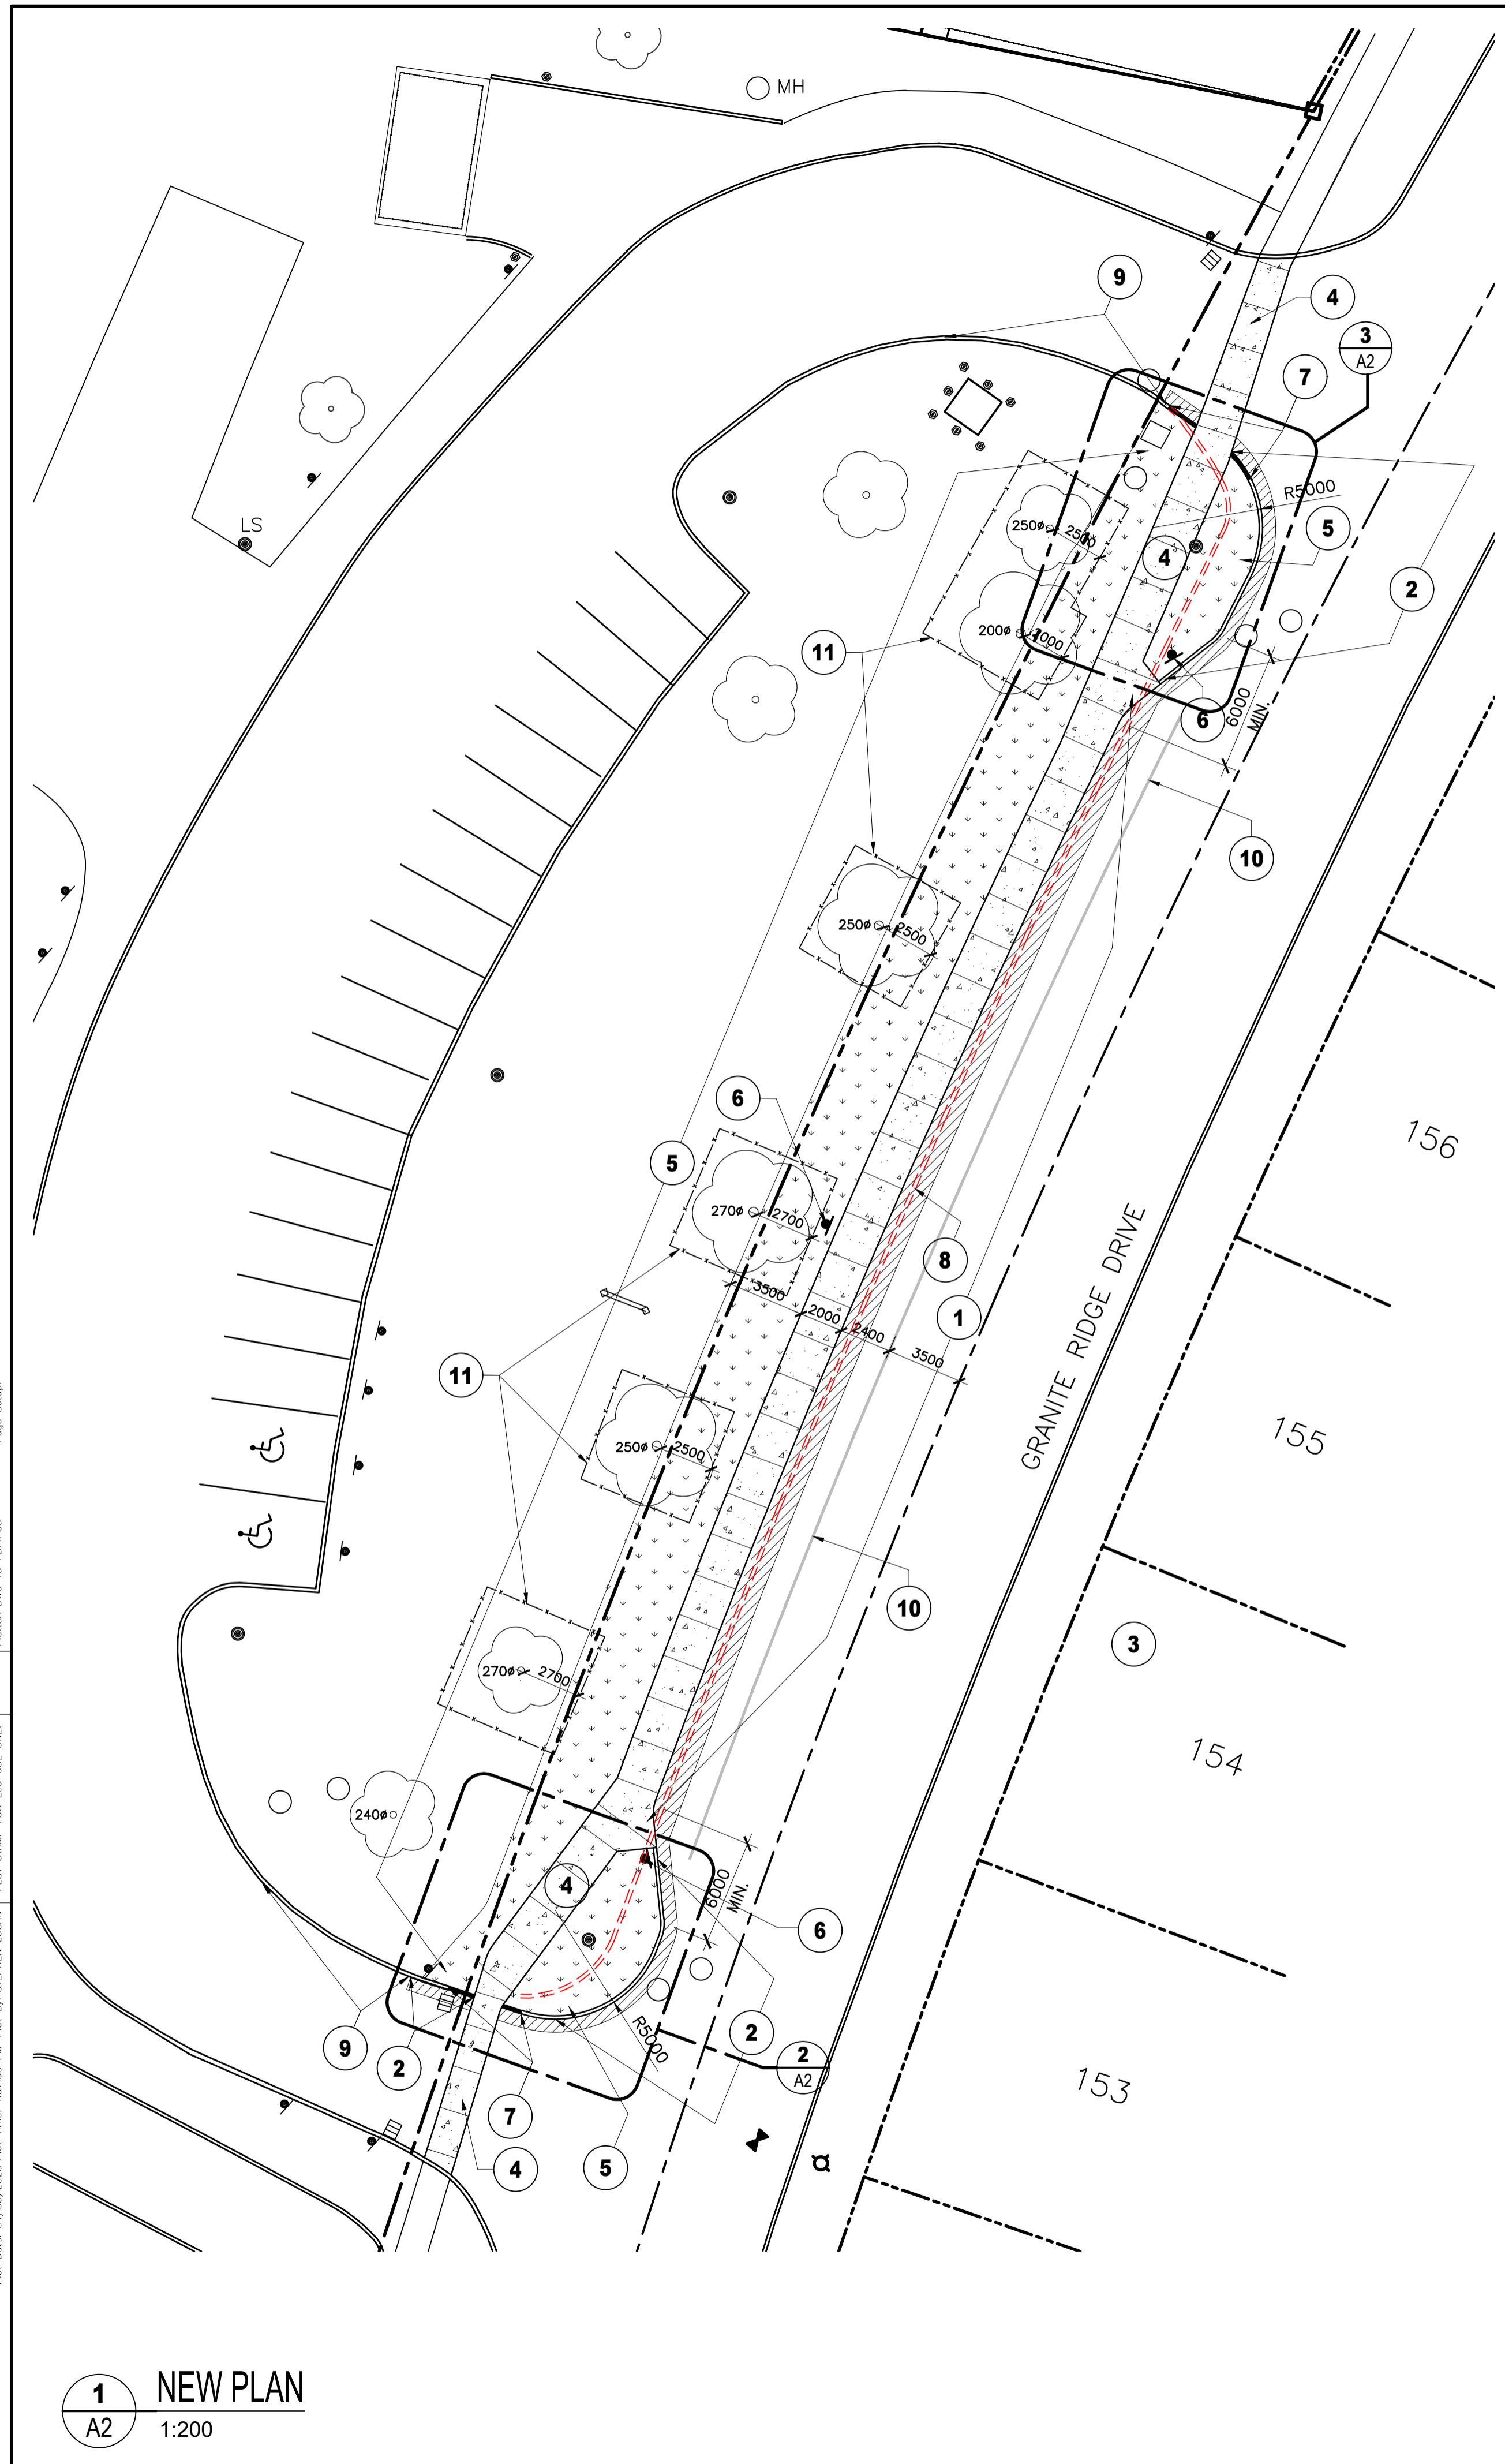 MH
9
4
3
A2
7
LS
R5000
250ø
2500
5
4
2
200ø
2000
11
6
6000
MIN.
10
250ø
2500
6
156
5
270ø
2700
8
3500
2000
2400
3500
1
GRANITE RIDGE DRIVE
11
155
250ø
2500
10
3
270ø
2700
154
240ø
4
6000
MIN.
6
R5000
2
9
2
2
A2
153
7
4
5
1
A2
NEW PLAN
1:200